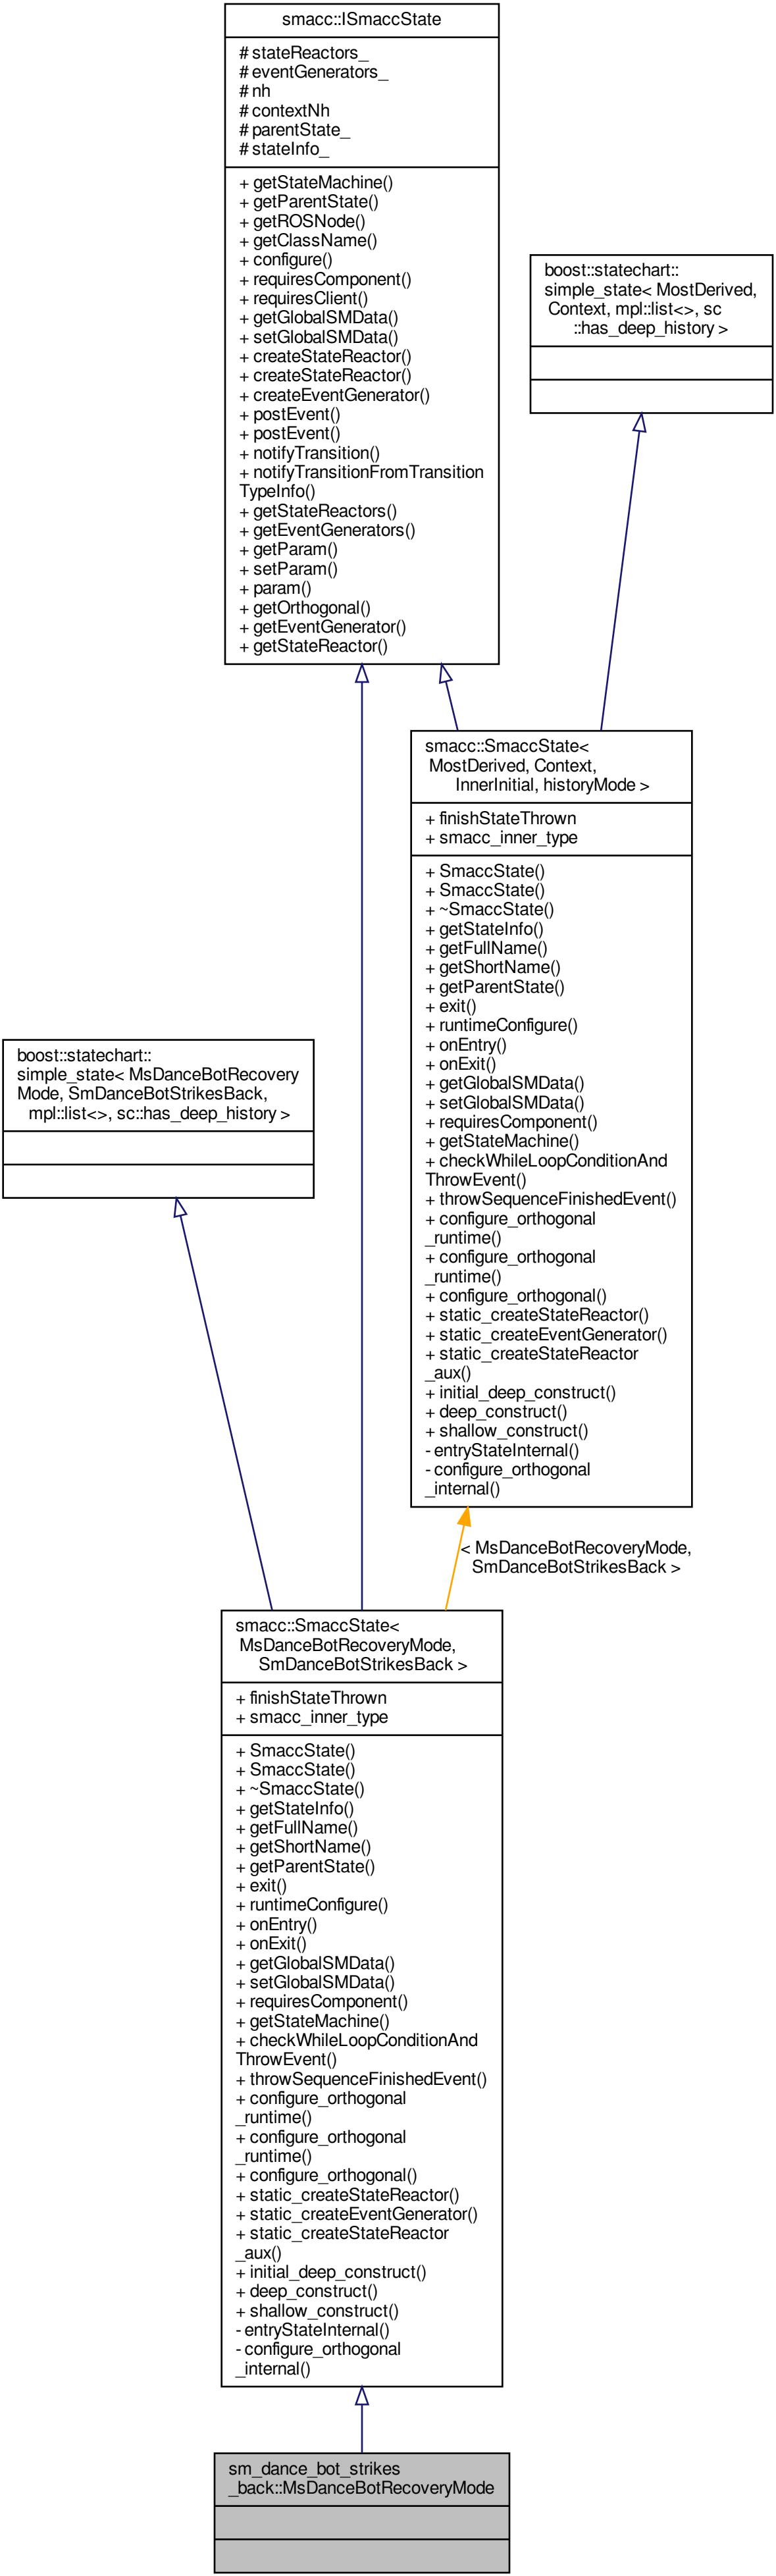 smacc::ISmaccState
# stateReactors_
# eventGenerators_
# nh
# contextNh
# parentState_
# stateInfo_
+ getStateMachine()
+ getParentState()
+ getROSNode()
+ getClassName()
+ configure()
+ requiresComponent()
+ requiresClient()
+ getGlobalSMData()
+ setGlobalSMData()
+ createStateReactor()
+ createStateReactor()
+ createEventGenerator()
+ postEvent()
+ postEvent()
+ notifyTransition()
+ notifyTransitionFromTransition
TypeInfo()
+ getStateReactors()
+ getEventGenerators()
+ getParam()
+ setParam()
+ param()
+ getOrthogonal()
+ getEventGenerator()
+ getStateReactor()
boost::statechart::
simple_state< MostDerived,
Context, mpl::list<>, sc
::has_deep_history >
smacc::SmaccState<
MostDerived, Context,
InnerInitial, historyMode >
+ finishStateThrown
+ smacc_inner_type
+ SmaccState()
+ SmaccState()
+ ~SmaccState()
+ getStateInfo()
+ getFullName()
+ getShortName()
+ getParentState()
+ exit()
+ runtimeConfigure()
+ onEntry()
+ onExit()
+ getGlobalSMData()
+ setGlobalSMData()
+ requiresComponent()
+ getStateMachine()
+ checkWhileLoopConditionAnd
ThrowEvent()
+ throwSequenceFinishedEvent()
+ configure_orthogonal
_runtime()
+ configure_orthogonal
_runtime()
+ configure_orthogonal()
+ static_createStateReactor()
+ static_createEventGenerator()
+ static_createStateReactor
_aux()
+ initial_deep_construct()
+ deep_construct()
+ shallow_construct()
- entryStateInternal()
- configure_orthogonal
_internal()
boost::statechart::
simple_state< MsDanceBotRecovery
Mode, SmDanceBotStrikesBack,
mpl::list<>, sc::has_deep_history >
< MsDanceBotRecoveryMode,
SmDanceBotStrikesBack >
smacc::SmaccState<
MsDanceBotRecoveryMode,
SmDanceBotStrikesBack >
+ finishStateThrown
+ smacc_inner_type
+ SmaccState()
+ SmaccState()
+ ~SmaccState()
+ getStateInfo()
+ getFullName()
+ getShortName()
+ getParentState()
+ exit()
+ runtimeConfigure()
+ onEntry()
+ onExit()
+ getGlobalSMData()
+ setGlobalSMData()
+ requiresComponent()
+ getStateMachine()
+ checkWhileLoopConditionAnd
ThrowEvent()
+ throwSequenceFinishedEvent()
+ configure_orthogonal
_runtime()
+ configure_orthogonal
_runtime()
+ configure_orthogonal()
+ static_createStateReactor()
+ static_createEventGenerator()
+ static_createStateReactor
_aux()
+ initial_deep_construct()
+ deep_construct()
+ shallow_construct()
- entryStateInternal()
- configure_orthogonal
_internal()
sm_dance_bot_strikes
_back::MsDanceBotRecoveryMode